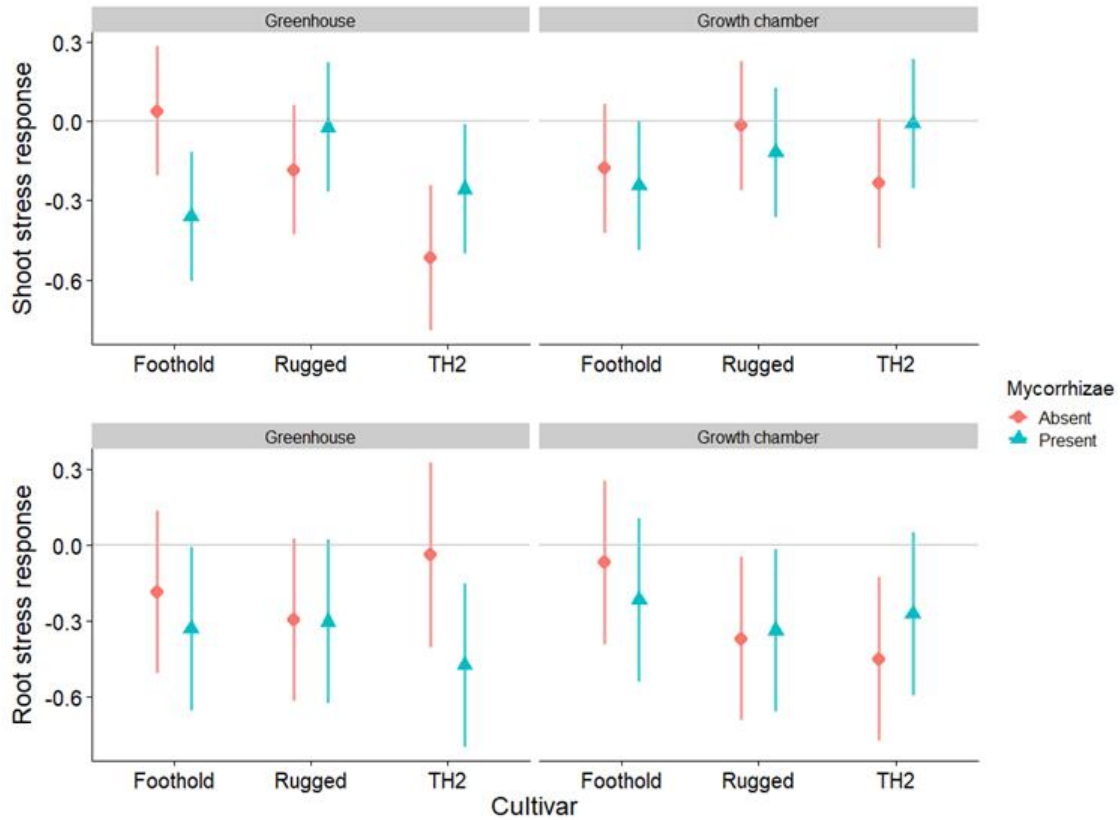 Greenhouse Growth chamber
Shoot stress response
0.3
0.0
-0.3
-0.6
Foothold Rugged TH2 Foothold Rugged TH2
Mycorrhizae
Absent
Present
Greenhouse Growth chamber
Root stress response
0.3
0.0
-0.3
-0.6
Foothold Rugged TH2 Foothold Rugged TH2
Cultivar